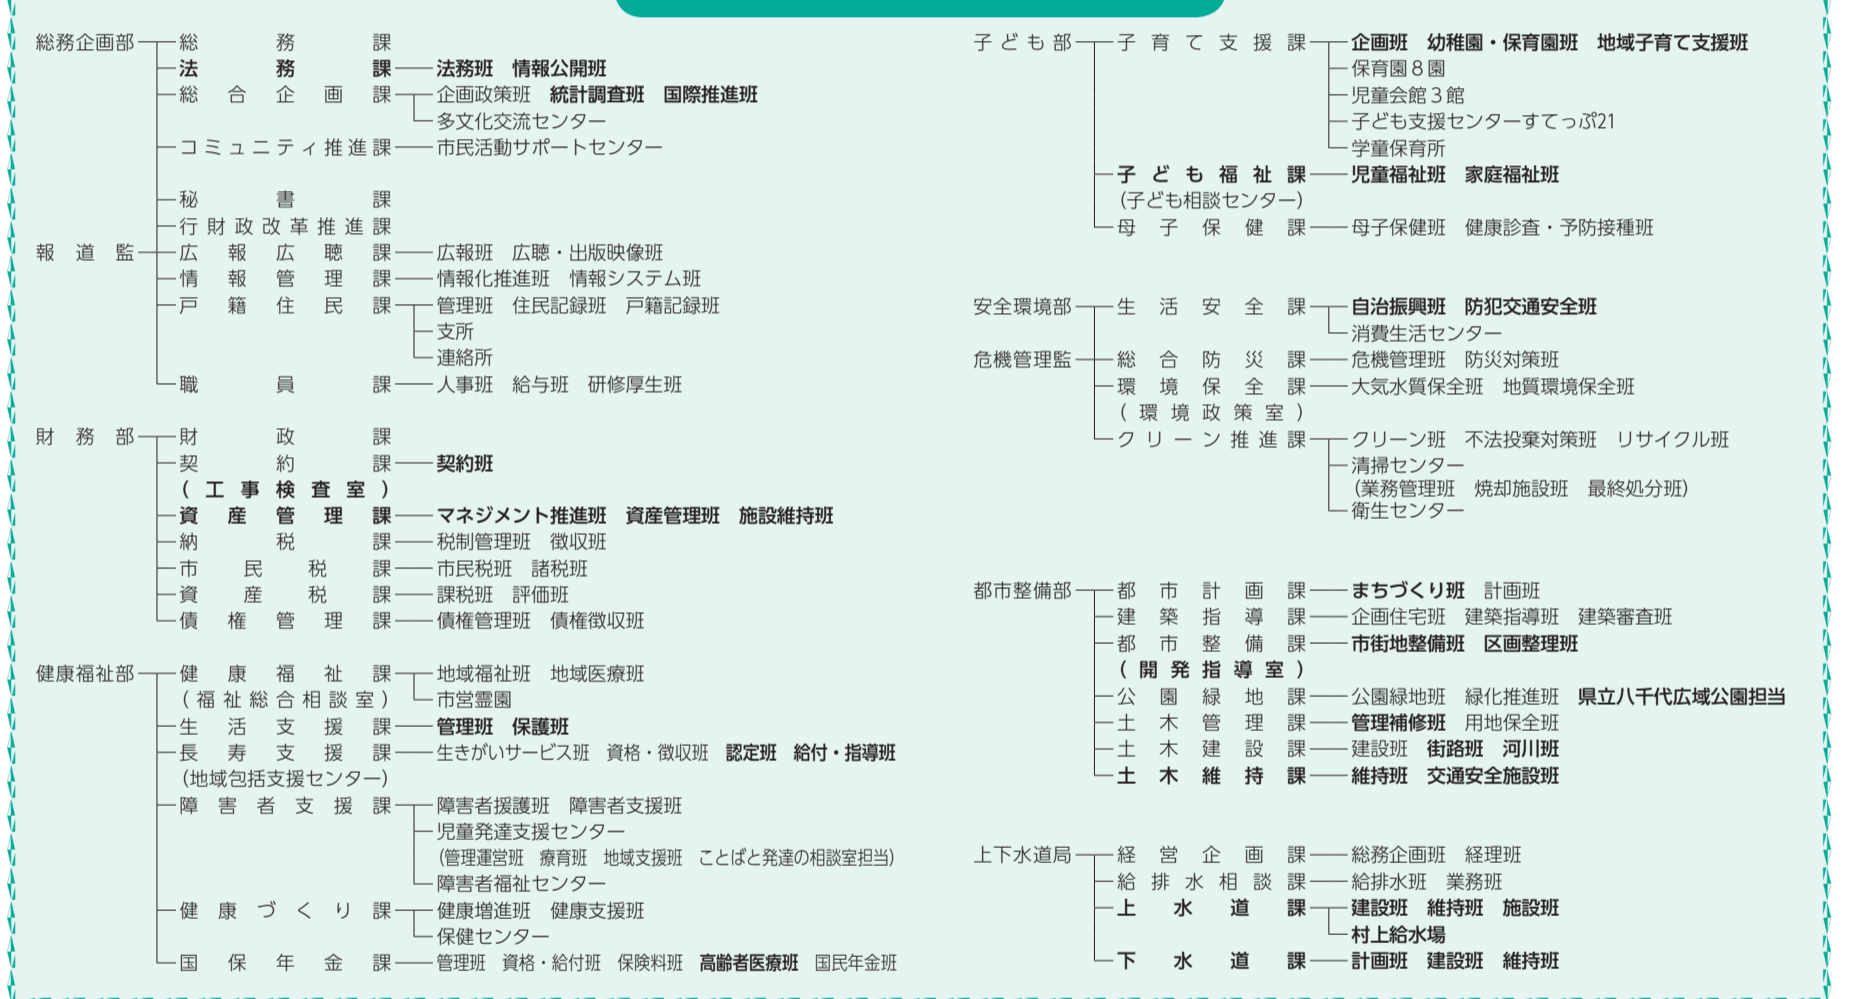 総務企画部 総務課
法務課 法務班 情報公開班
総合企画課 企画政策班 統計調査班 国際推進班
多文化交流センター
コミュニティ推進課 市民活動サポートセンター
秘書課
行財政改革推進課
報道監 広報広聴課 広報班 広聴・出版映像班
情報管理課 情報化推進班 情報システム班
戸籍住民課 管理班 住民記録班 戸籍記録班
支所
連絡所
職員課 人事班 給与班 研修厚生班
財務部 財政課
契約課 契約班
(工事検査室)
資産管理課 マネジメント推進班 資産管理班 施設維持班
納税課 税制管理班 徴収班
市民税課 市民税班 諸税班
資産税課 課税班 評価班
債権管理課 債権管理班 債権徴収班
健康福祉部 健康福祉課 地域福祉班 地域医療班
(福祉総合相談室) 市営霊園
生活支援課 管理班 保護班
長寿支援課 生きがいサービス班 資格・徴収班 認定班 給付・指導班
(地域包括支援センター)
障害者支援課 障害者援護班 障害者支援班
児童発達支援センター
(管理運営班 療育班 地域支援班 ことばと発達の相談室担当)
障害者福祉センター
健康づくり課 健康増進班 健康支援班
保健センター
国保年金課 管理班 資格・給付班 保険料班 高齢者医療班 国民年金班
子ども部 子育て支援課 企画班 幼稚園・保育園班 地域子育て支援班
保育園8園
児童会館3館
子ども支援センターすてっぷ21
学童保育所
子ども福祉課 児童福祉班 家庭福祉班
(子ども相談センター)
母子保健課 母子保健班 健康診査・予防接種班
安全環境部 生活安全課 自治振興班 防犯交通安全班
消費生活センター
危機管理監 総合防災課 危機管理班 防災対策班
環境保全課 大気水質保全班 地質環境保全班
(環境政策室)
クリーン推進課 クリーン班 不法投棄対策班 リサイクル班
清掃センター
(業務管理班 焼却施設班 最終処分班)
衛生センター
都市整備部 都市計画課 まちづくり班 計画班
建築指導課 企画住宅班 建築指導班 建築審査班
都市整備課 市街地整備班 区画整理班
(開発指導室)
公園緑地課 公園緑地班 緑化推進班 県立八千代広域公園担当
土木管理課 管理補修班 用地保全班
土木建設課 建設班 街路班 河川班
土木維持課 維持班 交通安全施設班
上下水道局 経営企画課 総務企画班 経理班
給排水相談課 給排水班 業務班
上水道課 建設班 維持班 施設班
村上給水場
下水道課 計画班 建設班 維持班